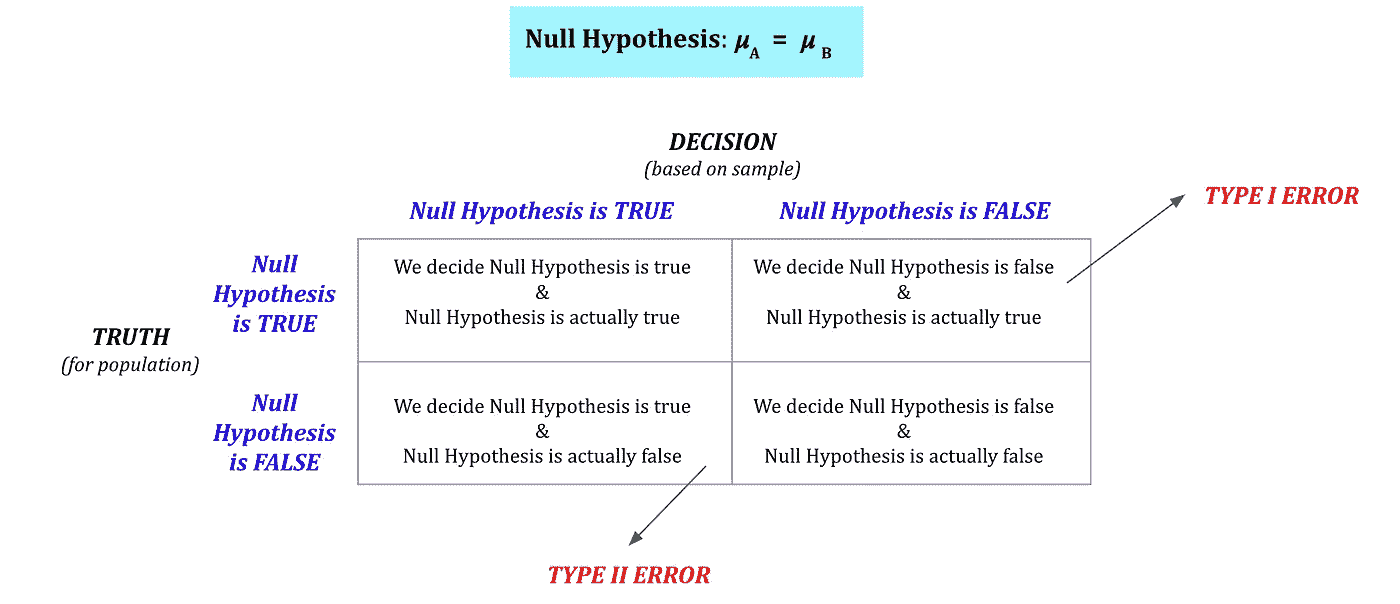 Null Hypothesis: μA = μB
DECISION
(based on sample)
Null Hypothesis is TRUE
Null Hypothesis is FALSE
TYPE I ERROR
Null
Hypothesis
is TRUE
We decide Null Hypothesis is true
&
Null Hypothesis is actually true
We decide Null Hypothesis is false
&
Null Hypothesis is actually true
TRUTH
(for population)
Null
Hypothesis
is FALSE
We decide Null Hypothesis is true
&
Null Hypothesis is actually false
We decide Null Hypothesis is false
&
Null Hypothesis is actually false
TYPE II ERROR